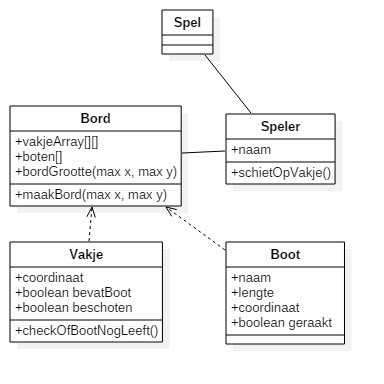 Spel
Bord
+vakjeArray[][]
+boten[]
+bordGrootte(max x, max y)
+maakBord(max x, max y)
Speler
+naam
+schietOpVakje()
Vakje
+coordinaat
+boolean bevatBoot
+boolean beschoten
+checkOfBootNogLeeft()
Boot
+naam
+lengte
+coordinaat
+boolean geraakt